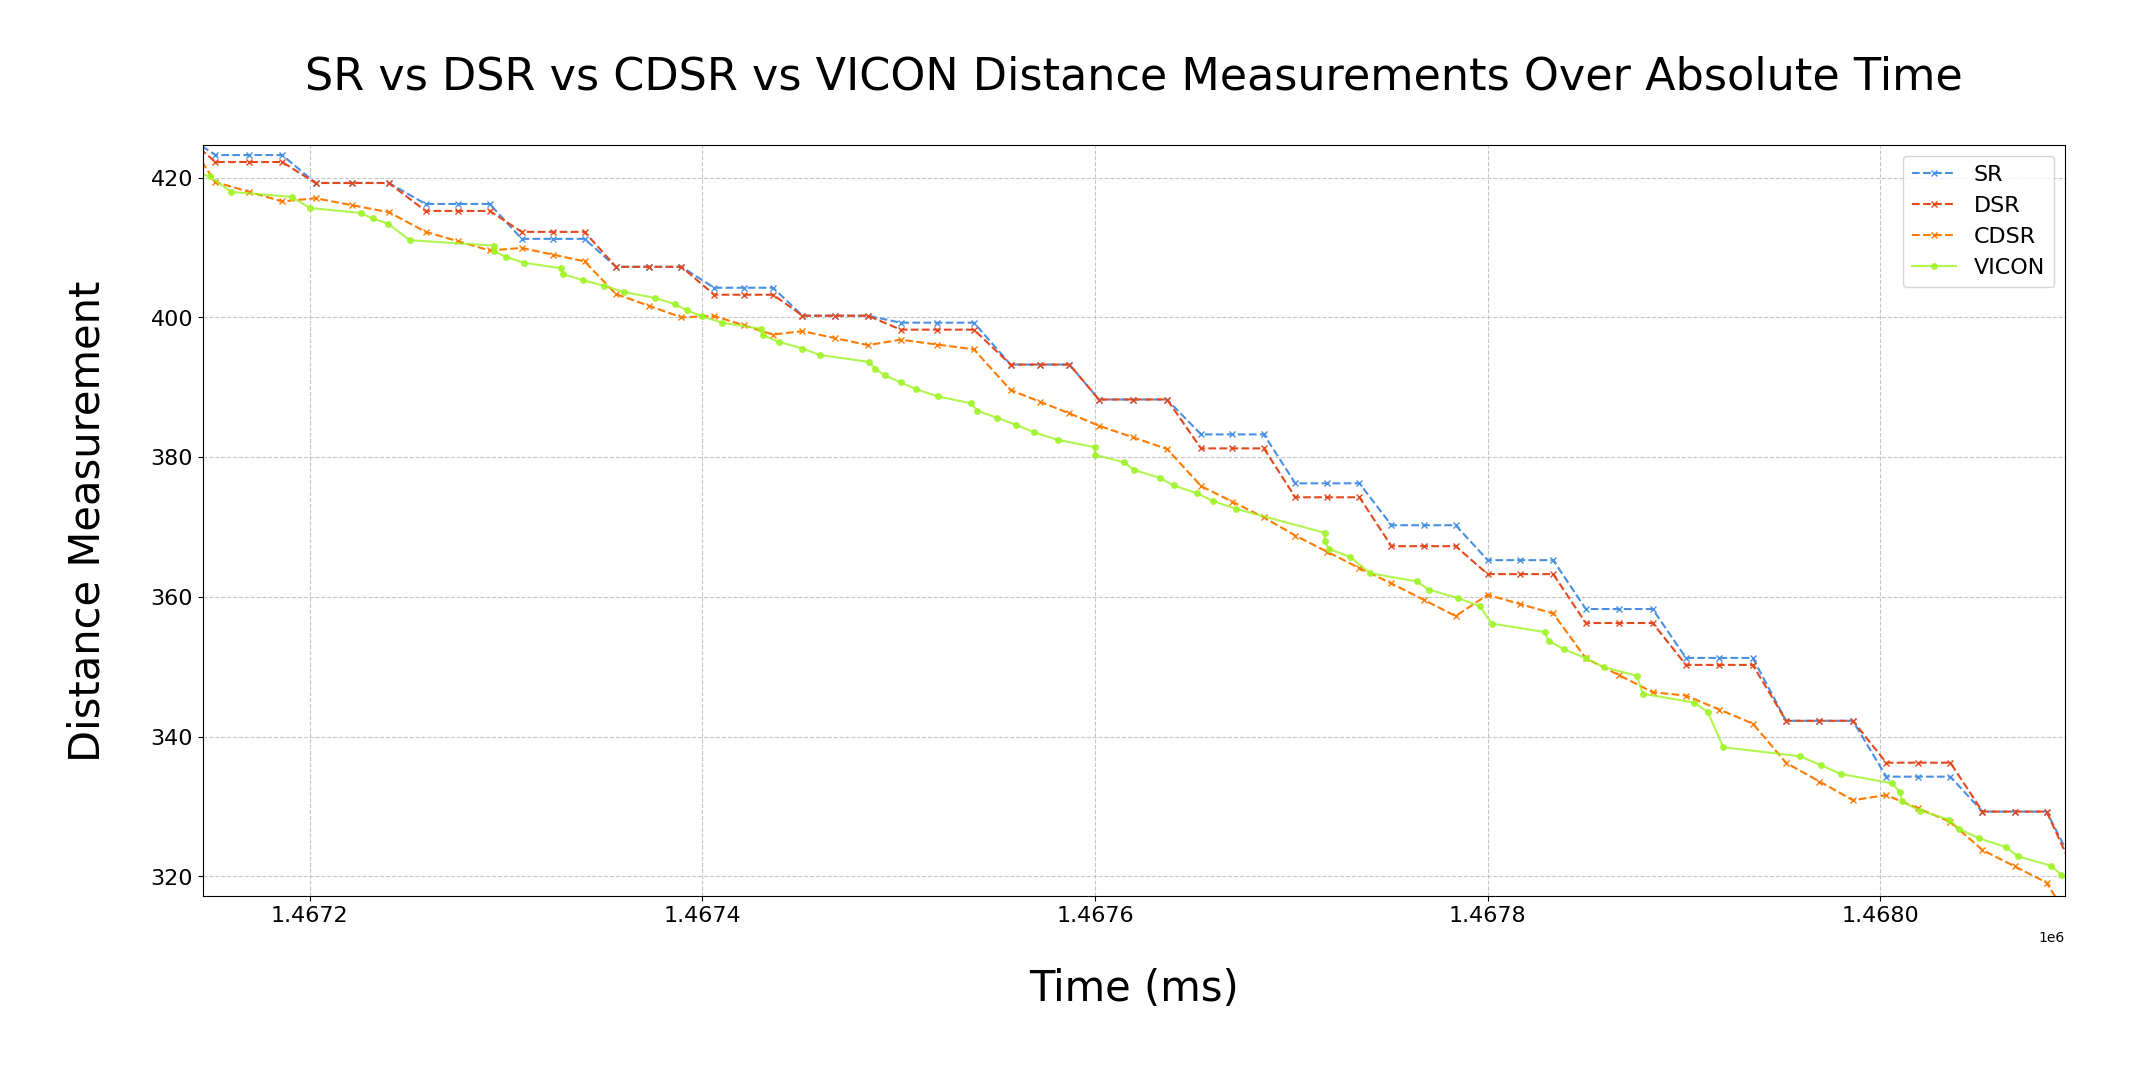 SR vs DSR vs CDSR vs VICON Distance Measurements Over Absolute Time
SR
DSR
CDSR
VICON
Distance Measurement
420
400
380
360
340
320
1.4672 1.4674 1.4676 1.4678 1.4680
1e6
Time (ms)